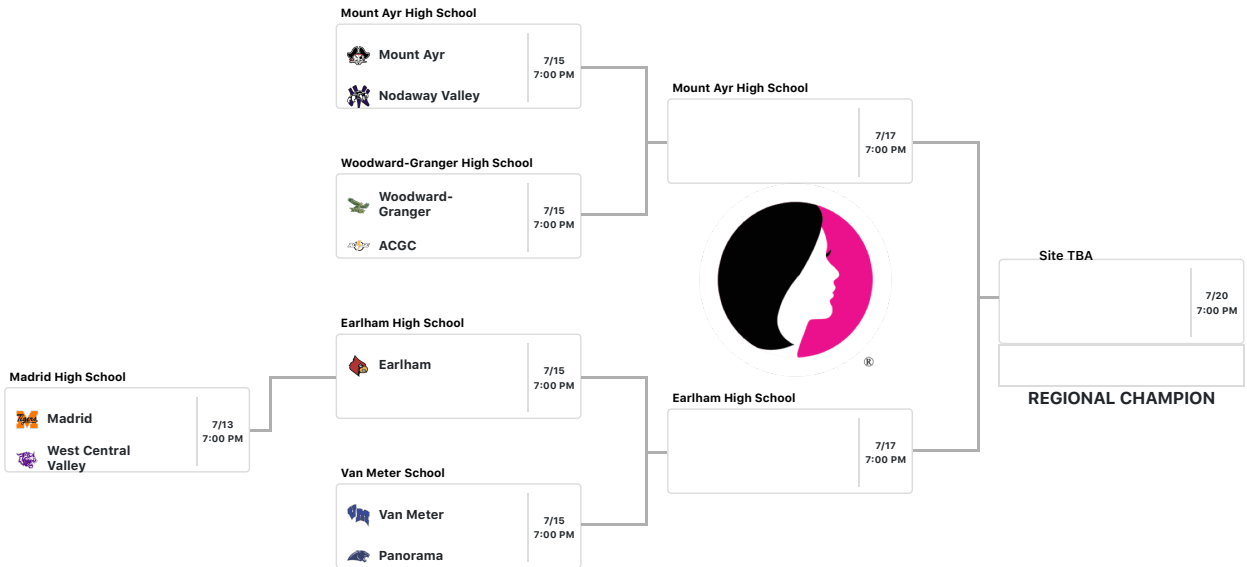 Mount Ayr High School
Mount Ayr
7/15
7:00 PM
Nodaway Valley
Mount Ayr High School
7/17
7:00 PM
Woodward-Granger High School
Woodward-
Granger
7/15
7:00 PM
ACGC
Site TBA
7/20
7:00 PM
®
Earlham High School
Earlham
7/15
7:00 PM
Madrid High School
Tigers
Madrid
7/13
7:00 PM
West Central
Valley
Earlham High School
7/17
7:00 PM
REGIONAL CHAMPION
Van Meter School
Van Meter
7/15
7:00 PM
Panorama